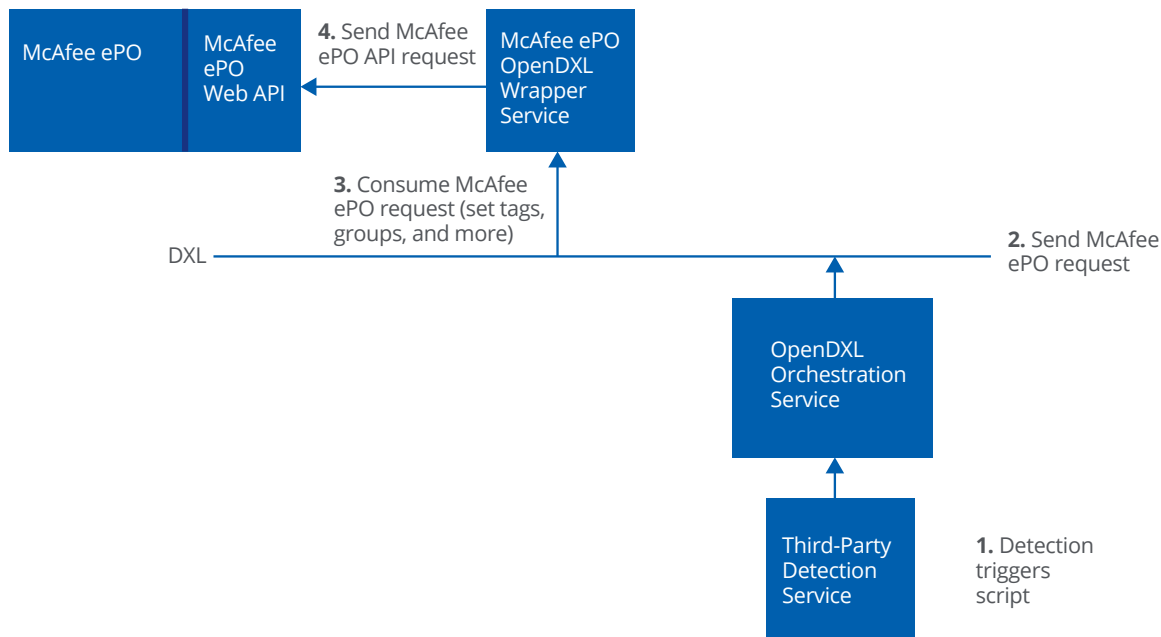 McAfee ePO
McAfee
ePO
Web API
4. Send McAfee
ePO API request
McAfee ePO
OpenDXL
Wrapper
Service
3. Consume McAfee
ePO request (set tags,
groups, and more)
DXL
2. Send McAfee
ePO request
OpenDXL
Orchestration
Service
Third-Party
Detection
Service
1. Detection
triggers
script